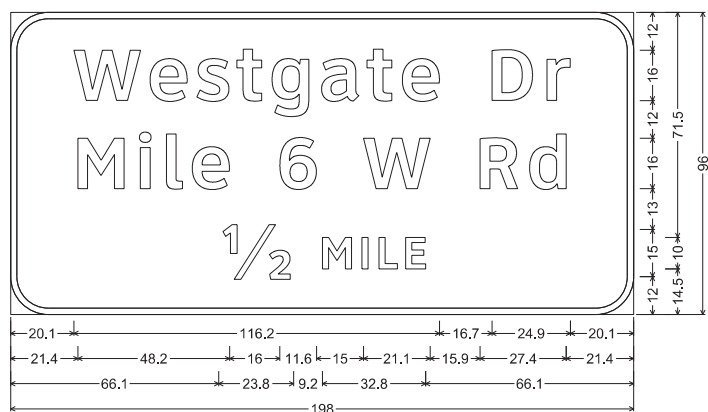 Westgate Dr
Mile 6 W Rd
½ MILE
12
16
12
16
13
15
12
71.5
10
14.5
96
20.1 116.2 16.7 24.9 20.1
21.4 48.2 16 11.6 15 21.1 15.9 27.4 21.4
66.1 23.8 9.2 32.8 66.1
198